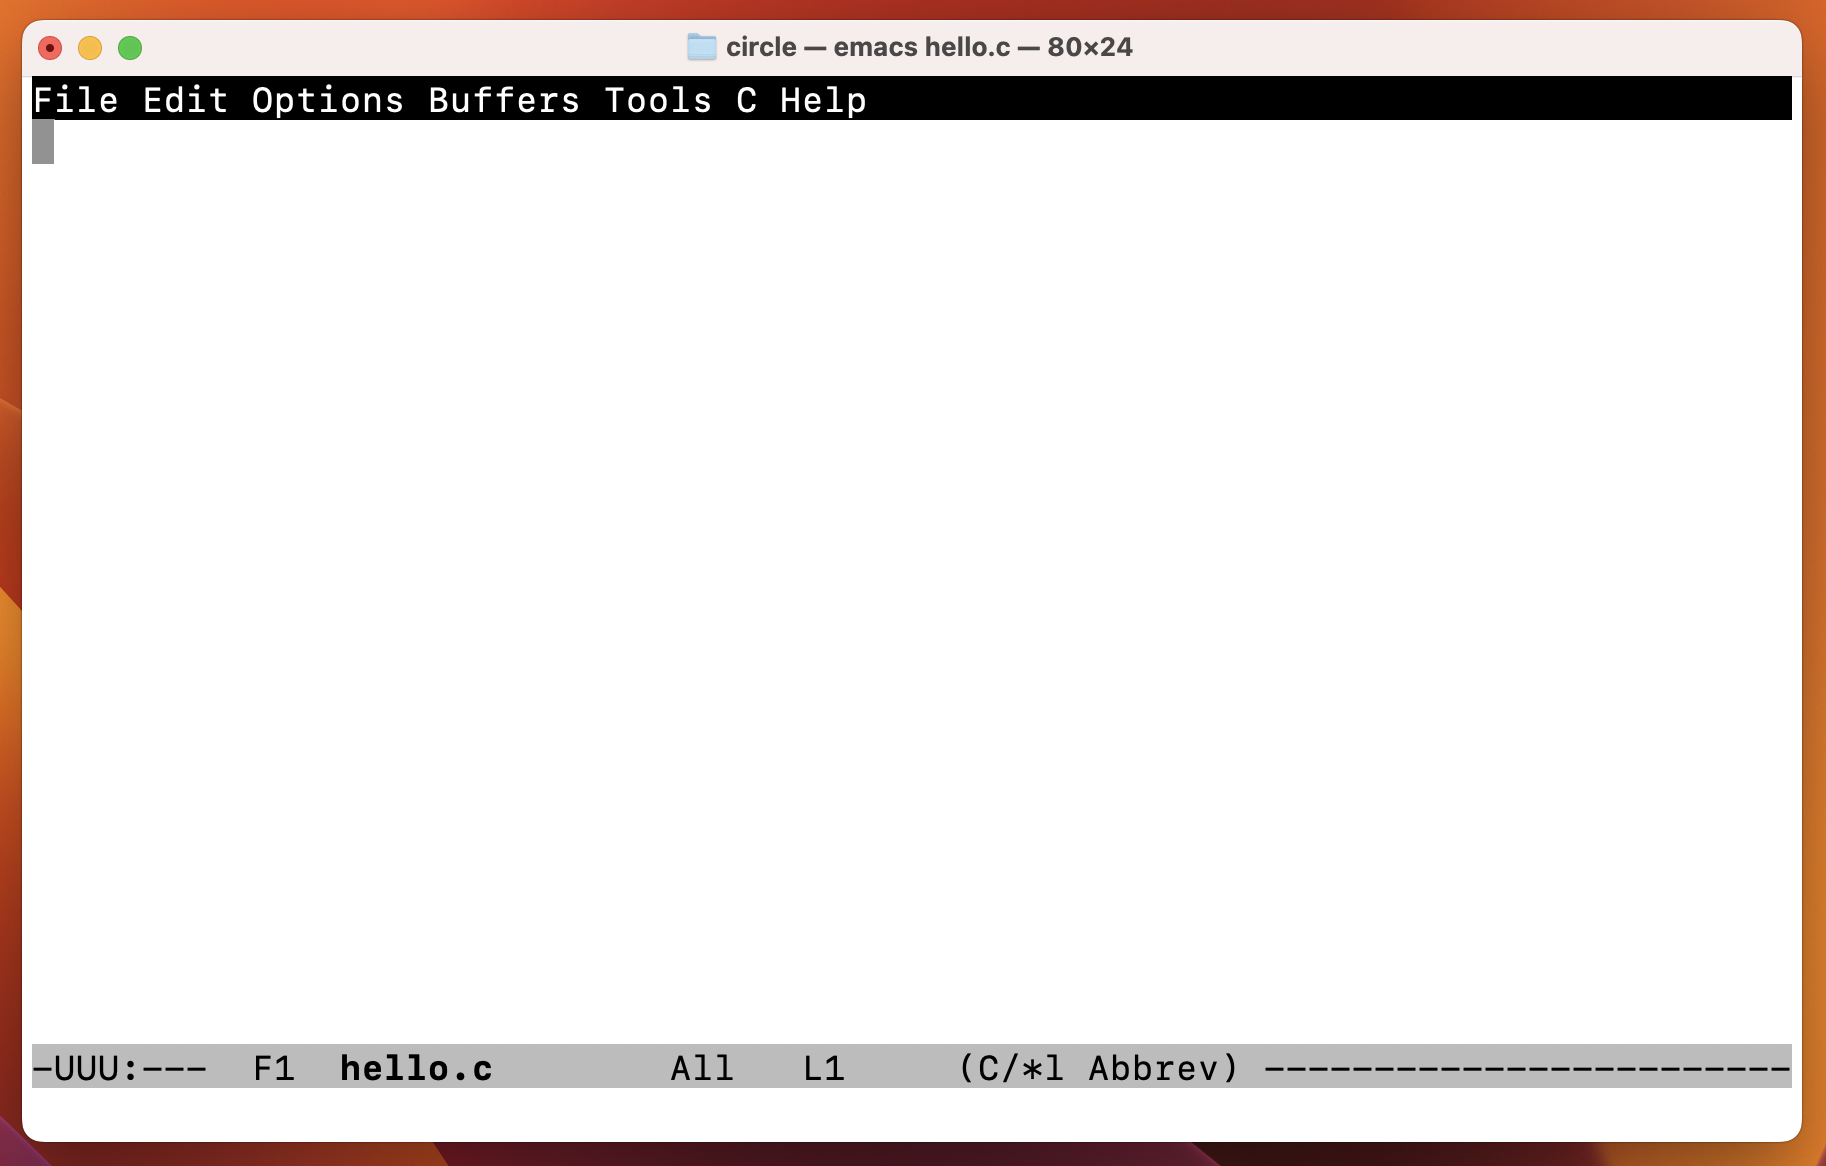 circle — emacs hello.c — 80×24
File Edit Options Buffers Tools C Help
-UUU:---  F1  hello.c        All   L1     (C/*l Abbrev) ------------------------